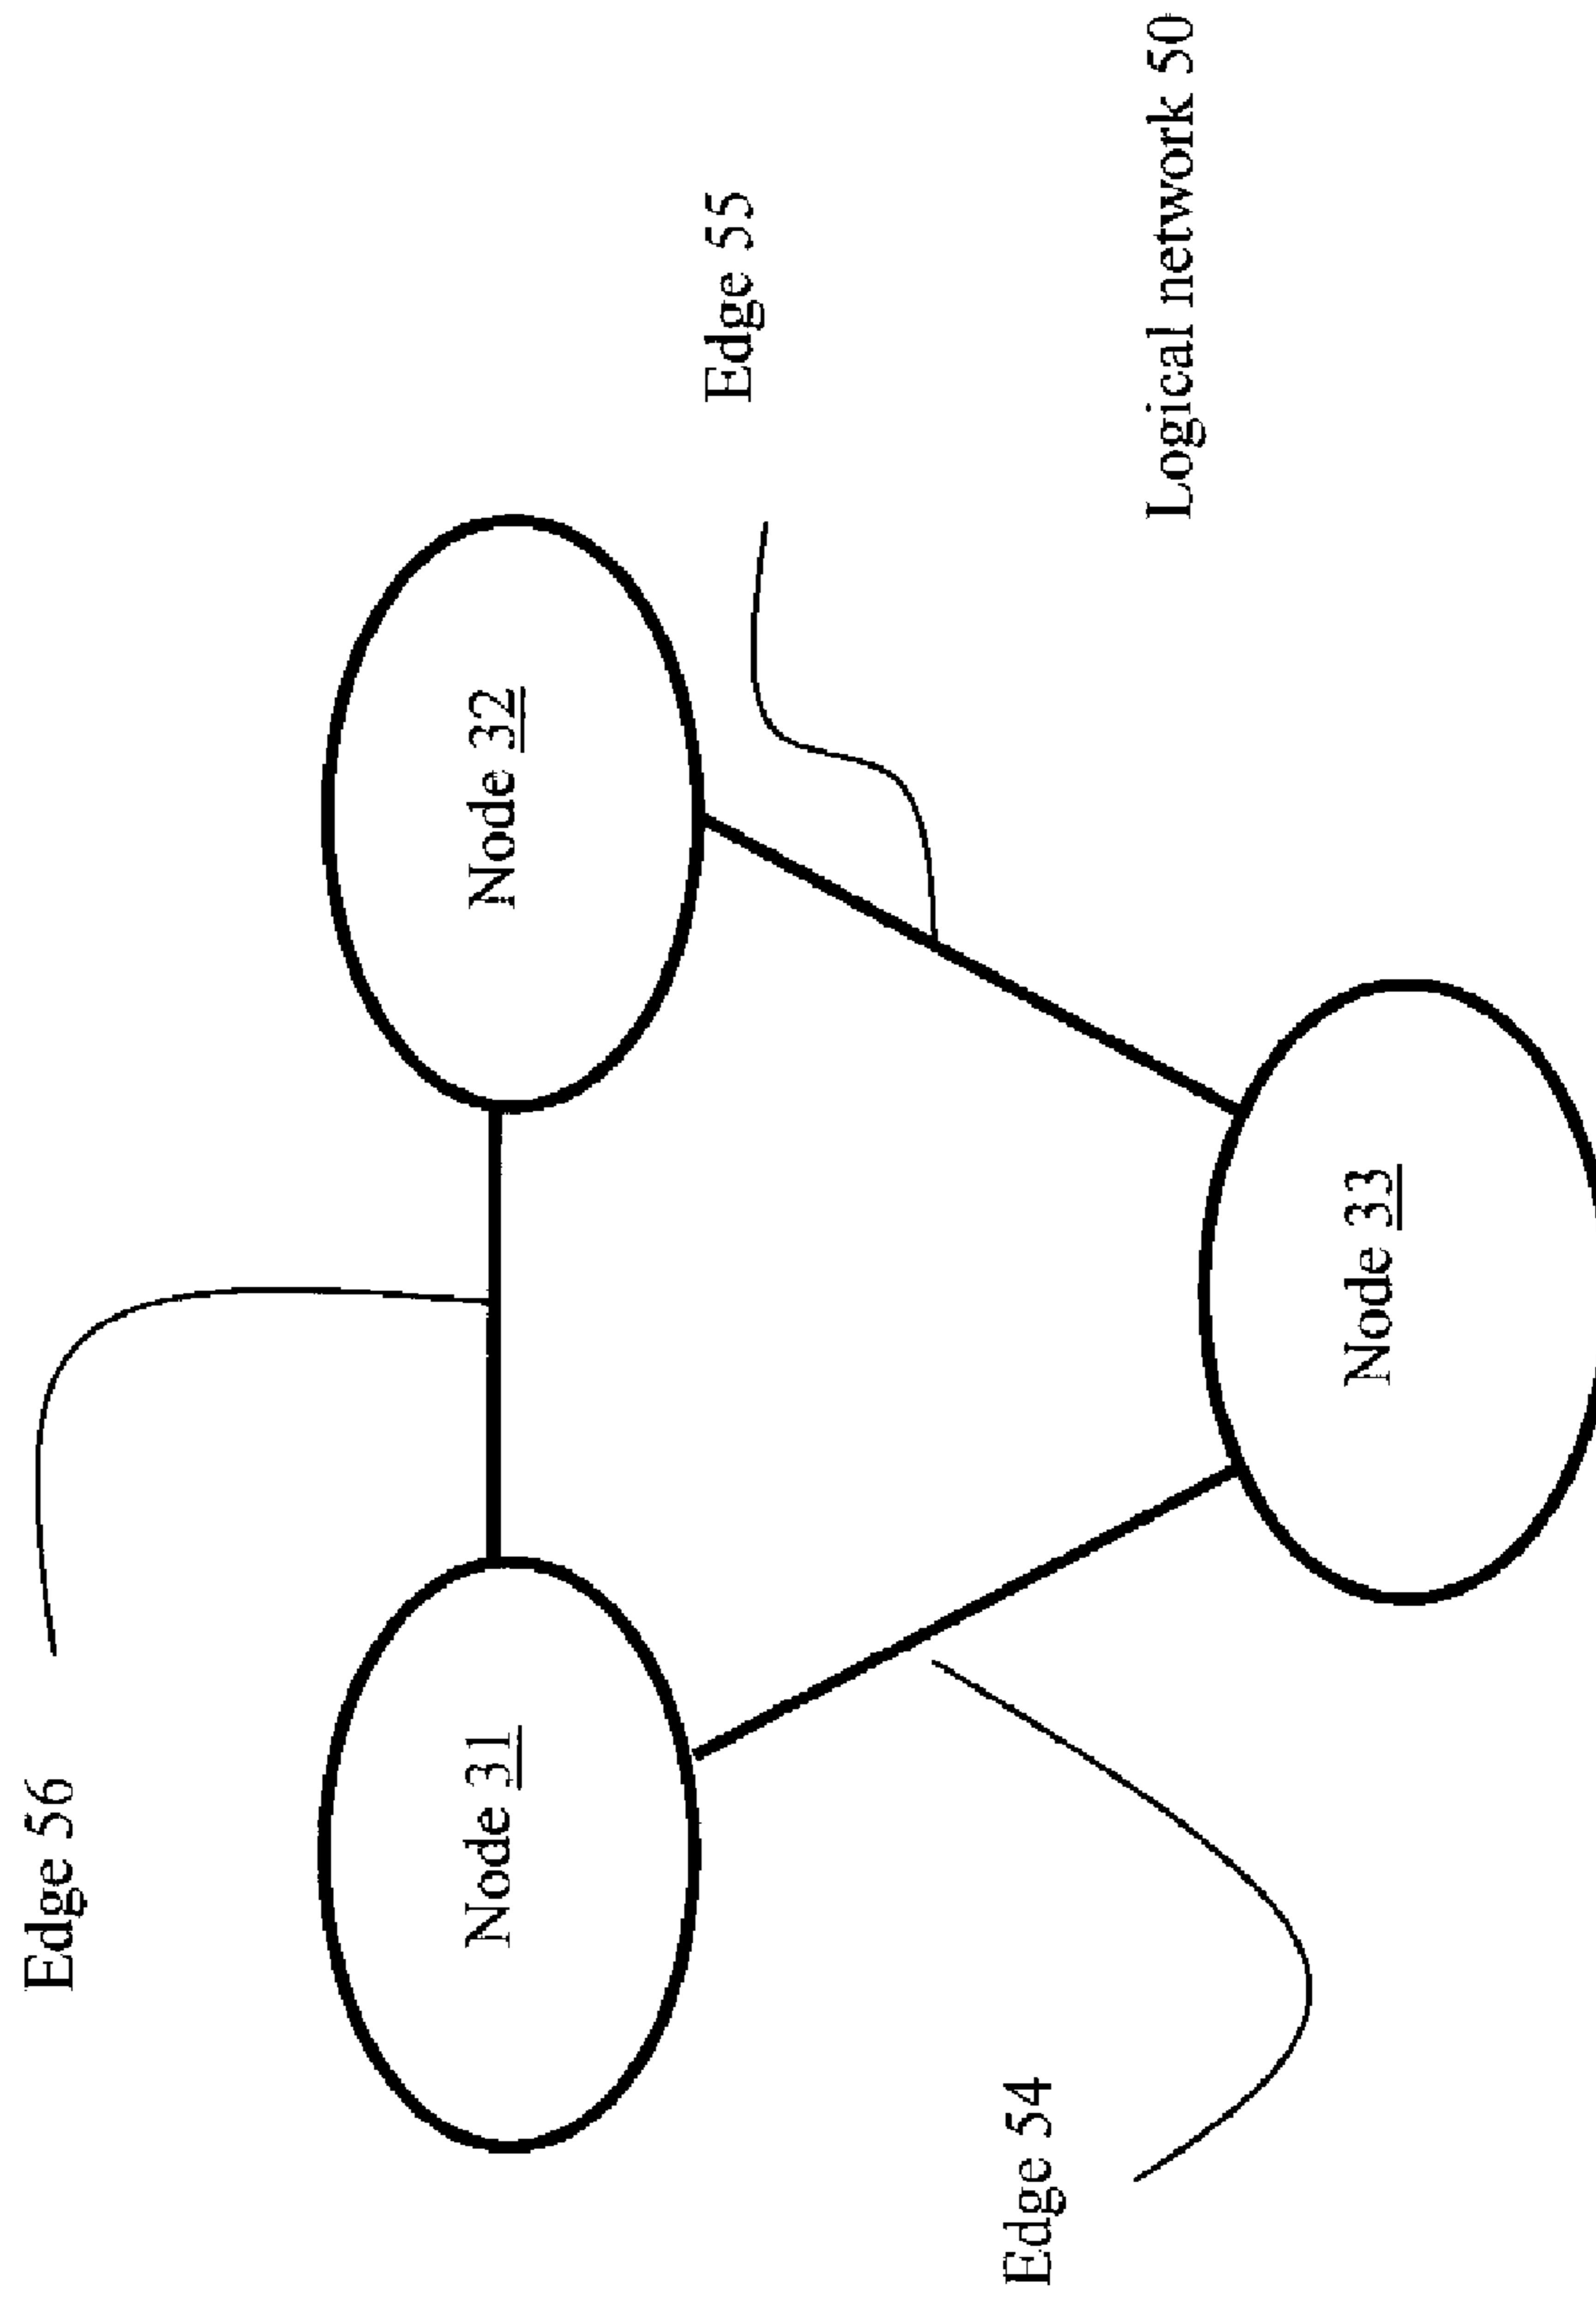 Edge 56
Node 31
Node 32
Edge 55
Edge 54
Logical network 50
Node 33